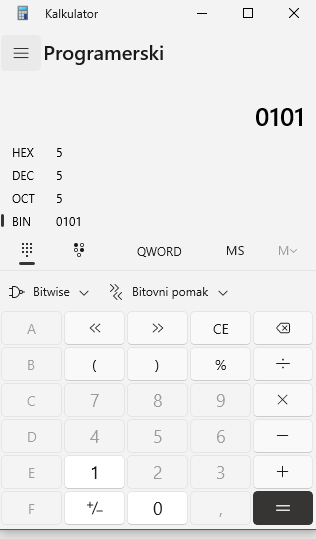 Kalkulator
Programerski
0101
HEX 5
DEC 5
OCT 5
BIN 0101
QWORD MS M
Bitwise Bitovni pomak
A << >> CE
B ( ) % ÷
C 7 8 9 ×
D 4 5 6 −
E 1 2 3 +
F +/− 0 , =